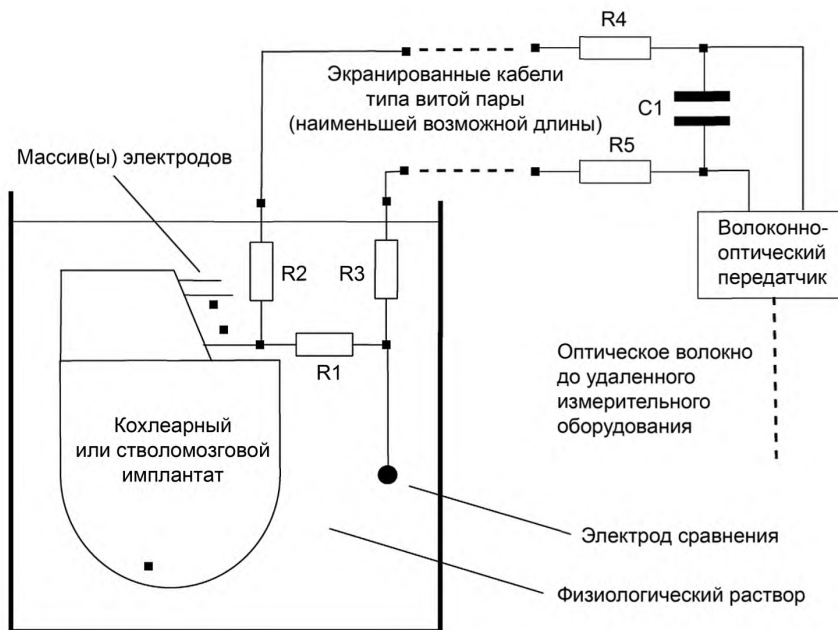 R4
Экранированные кабели
типа витой пары
(наименьшей возможной длины)
C1
R5
Массив(ы) электродов
Волоконно-
оптический
передатчик
R2
R3
R1
Оптическое волокно
до удаленного
измерительного
оборудования
Кохлеарный
или стволомозговой
имплантат
Электрод сравнения
Физиологический раствор